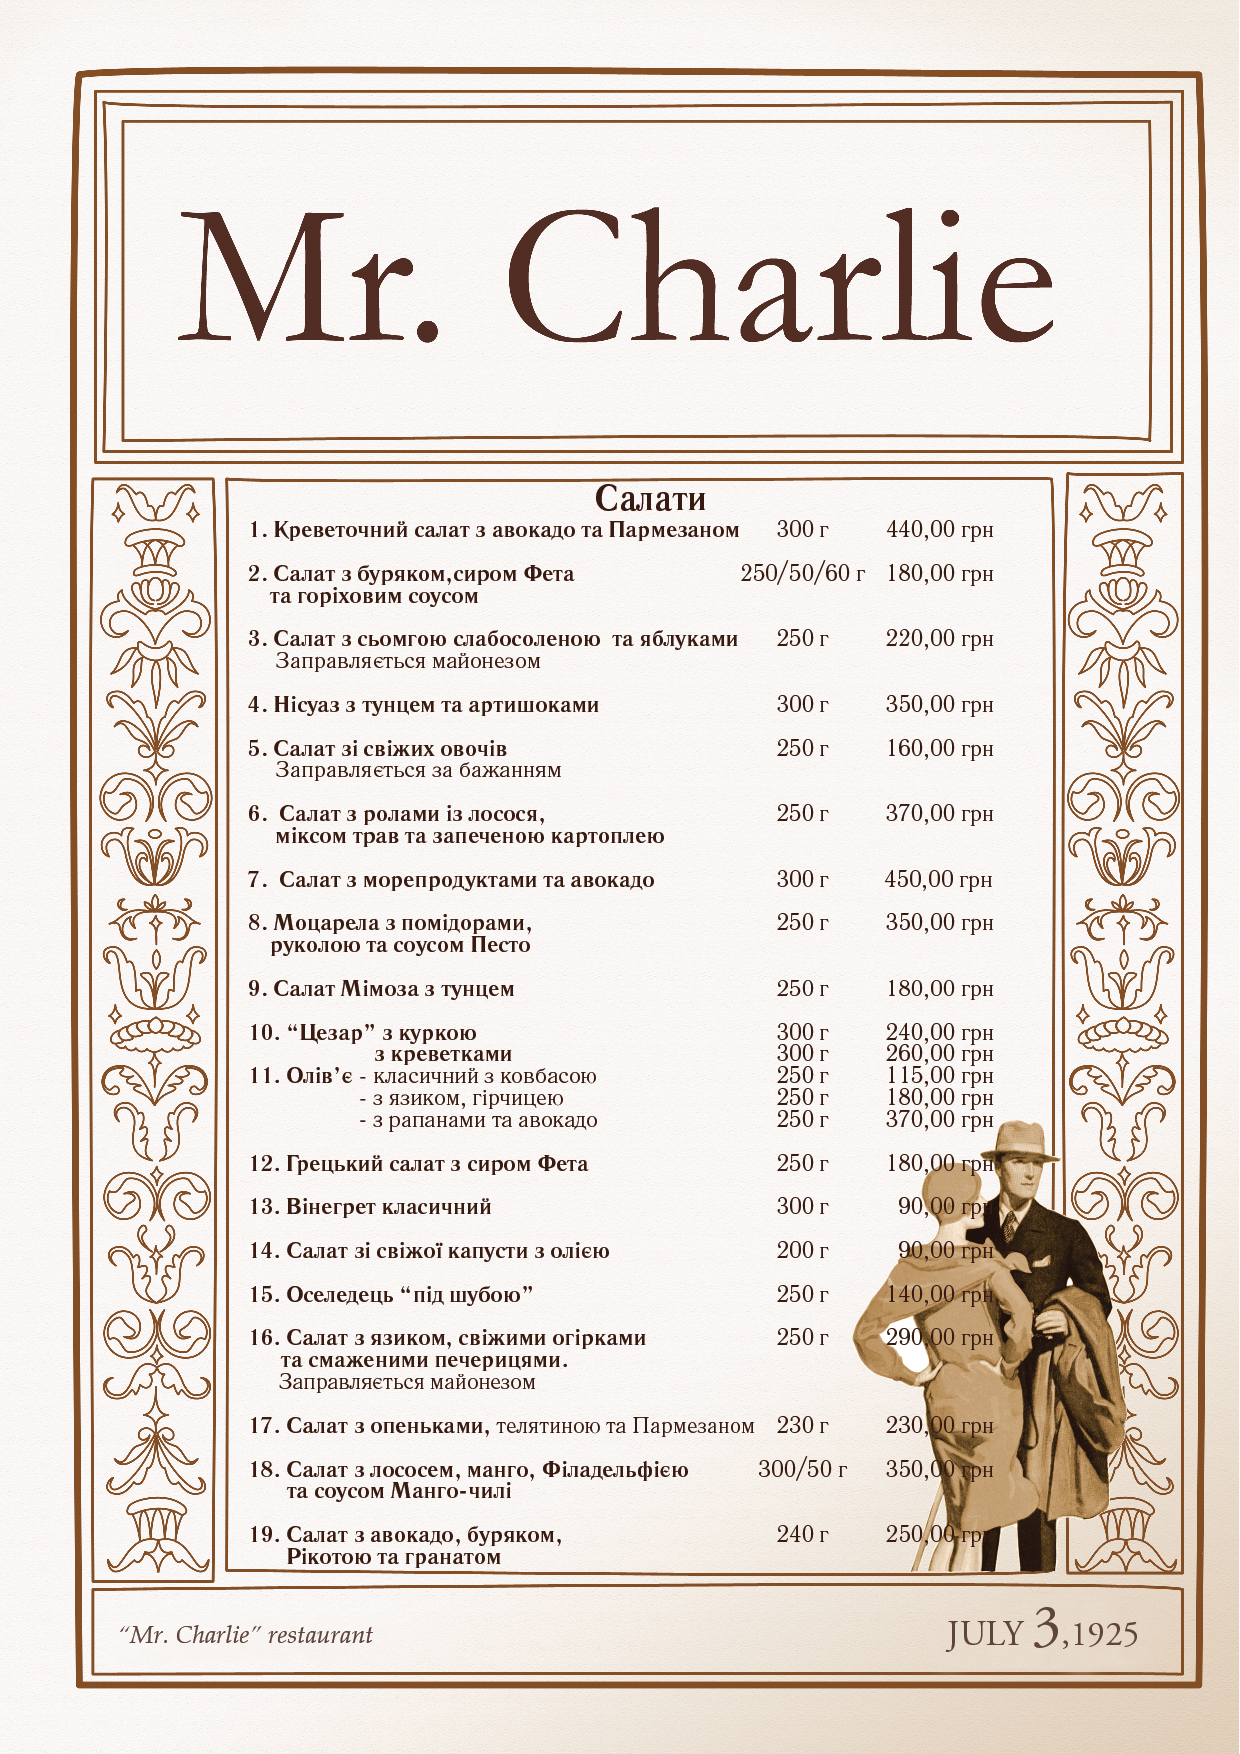 Mr. Charlie
Салати
1. Креветочний салат з авокадо та Пармезаном 300 г 440,00 грн
2. Салат з буряком,сиром Фета 250/50/60 г 180,00 грн
та горіховим соусом
3. Салат з сьомгою слабосоленою та яблуками 250 г 220,00 грн
Заправляється майонезом
4. Нісуаз з тунцем та артишоками 300 г 350,00 грн
5. Салат зі свіжих овочів 250 г 160,00 грн
Заправляється за бажанням
6. Салат з ролами із лосося, 250 г 370,00 грн
міксом трав та запеченою картоплею
7. Салат з морепродуктами та авокадо 300 г 450,00 грн
8. Моцарела з помідорами, 250 г 350,00 грн
руколою та соусом Песто
9. Салат Мімоза з тунцем 250 г 180,00 грн
10. “Цезар” з куркою 300 г 240,00 грн
з креветками 300 г 260,00 грн
11. Олів’є - класичний з ковбасою 250 г 115,00 грн
- з язиком, гірчицею 250 г 180,00 грн
- з рапанами та авокадо 250 г 370,00 грн
12. Грецький салат з сиром Фета 250 г 180,00 грн
13. Вінегрет класичний 300 г 90,00 грн
14. Салат зі свіжої капусти з олією 200 г 90,00 грн
15. Оселедець “під шубою” 250 г 140,00 грн
16. Салат з язиком, свіжими огірками 250 г 290,00 грн
та смаженими печерицями.
Заправляється майонезом
17. Салат з опеньками, телятиною та Пармезаном 230 г 230,00 грн
18. Салат з лососем, манго, Філадельфією 300/50 г 350,00 грн
та соусом Манго-чилі
19. Салат з авокадо, буряком, 240 г 250,00 грн
Рікотою та гранатом
“Mr. Charlie” restaurant JULY 3,1925